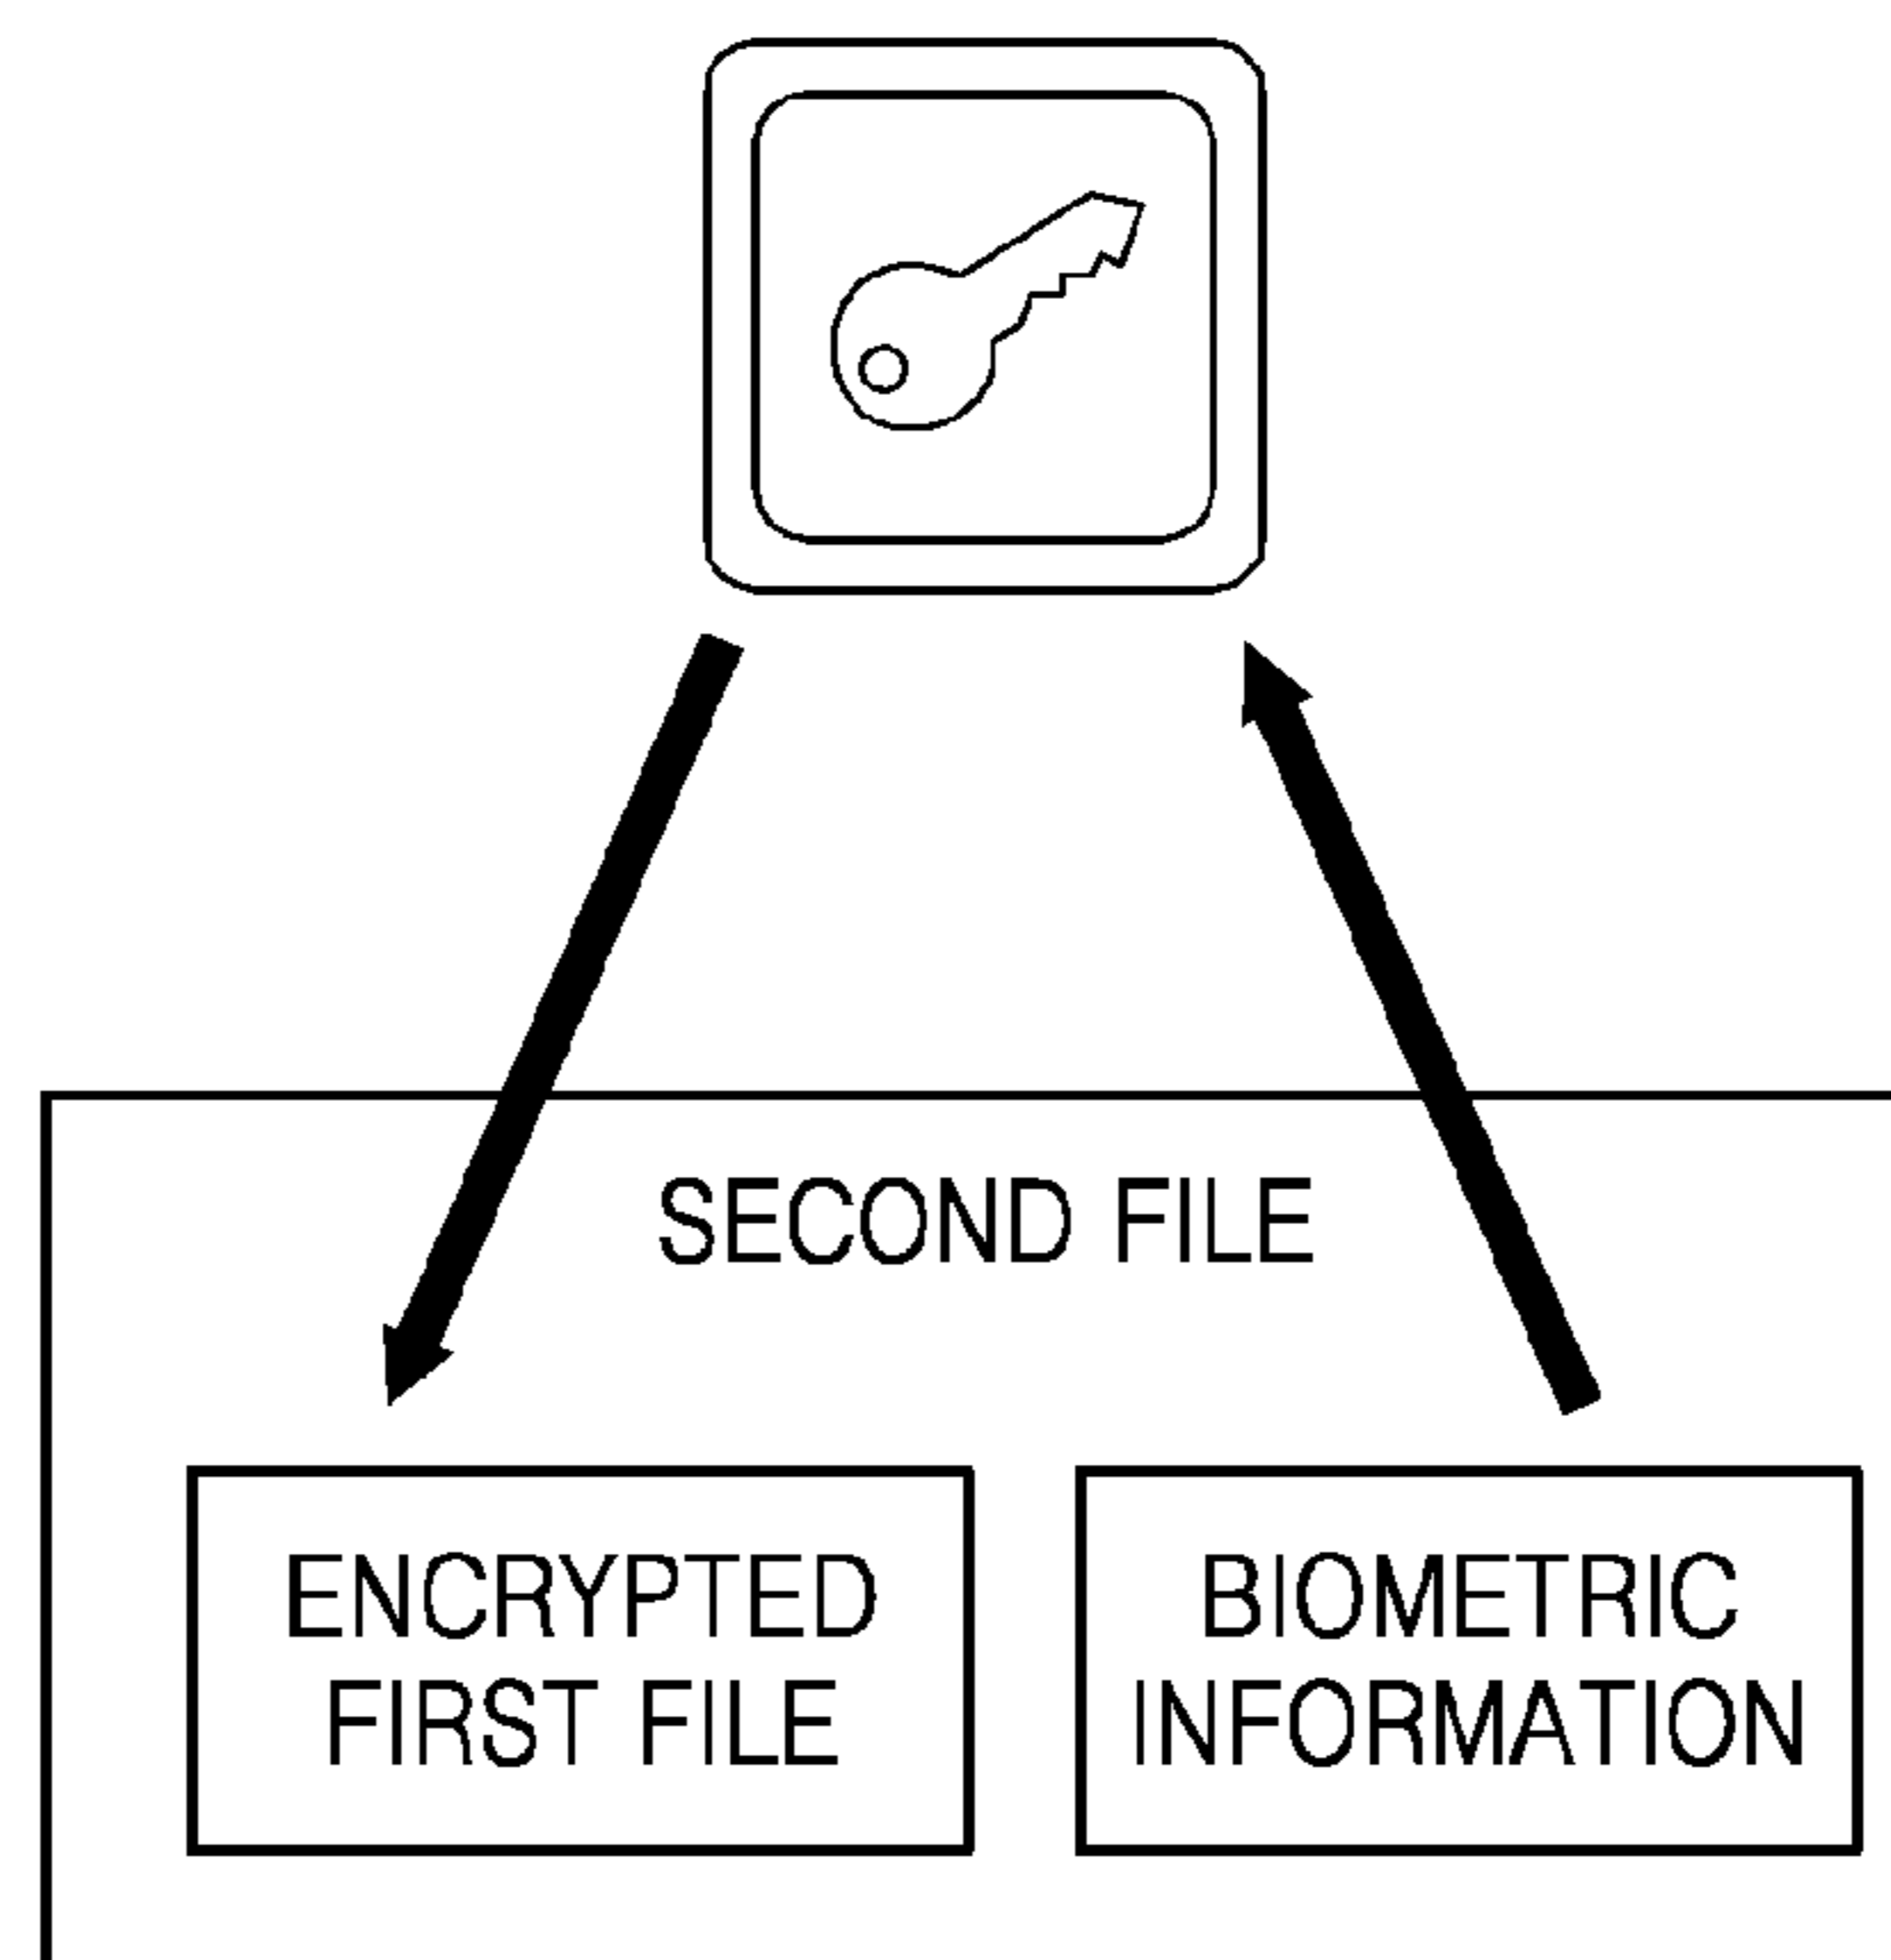 SECOND FILE
ENCRYPTED
FIRST FILE
BIOMETRIC
INFORMATION